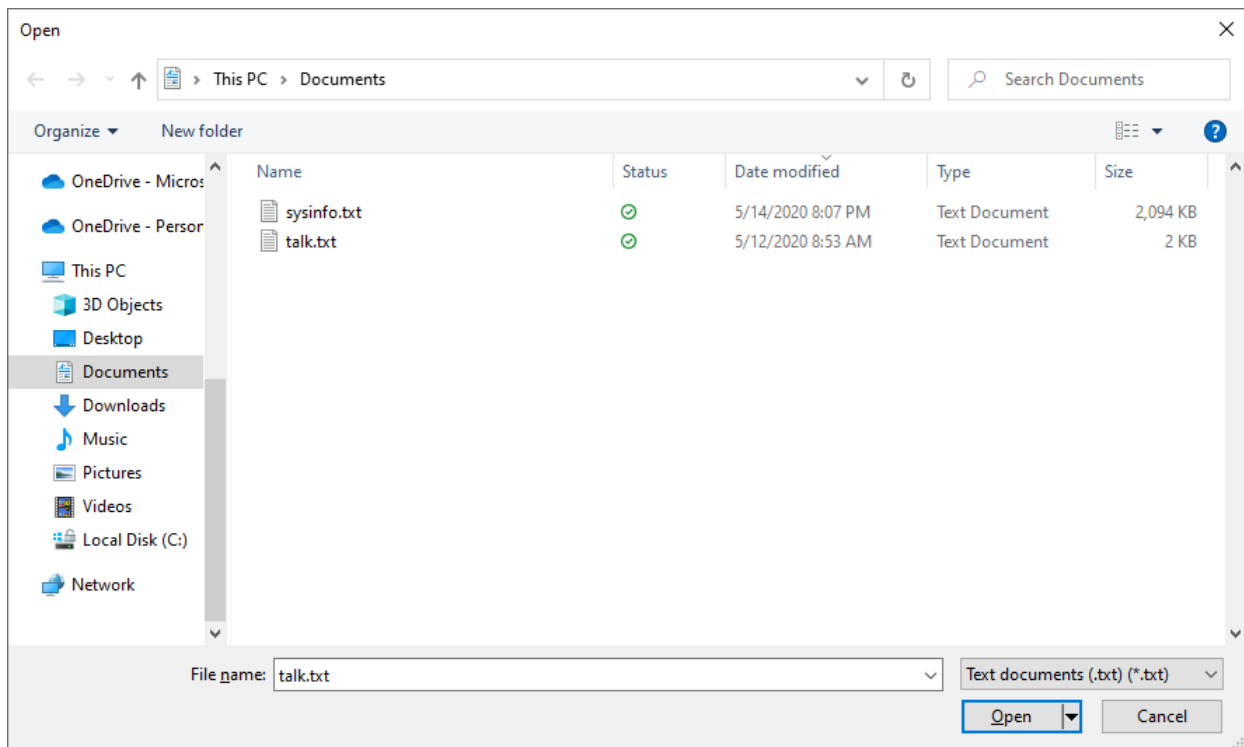 Open
This PC > Documents
Search Documents
Organize
New folder
?
Name Status Date modified Type Size
OneDrive - Micros
OneDrive - Person
This PC
3D Objects
Desktop
Documents
Downloads
Music
Pictures
Videos
Local Disk (C:)
Network
sysinfo.txt 5/14/2020 8:07 PM Text Document 2,094 KB
talk.txt 5/12/2020 8:53 AM Text Document 2 KB
File name: talk.txt Text documents (.txt) (*.txt)
Open Cancel